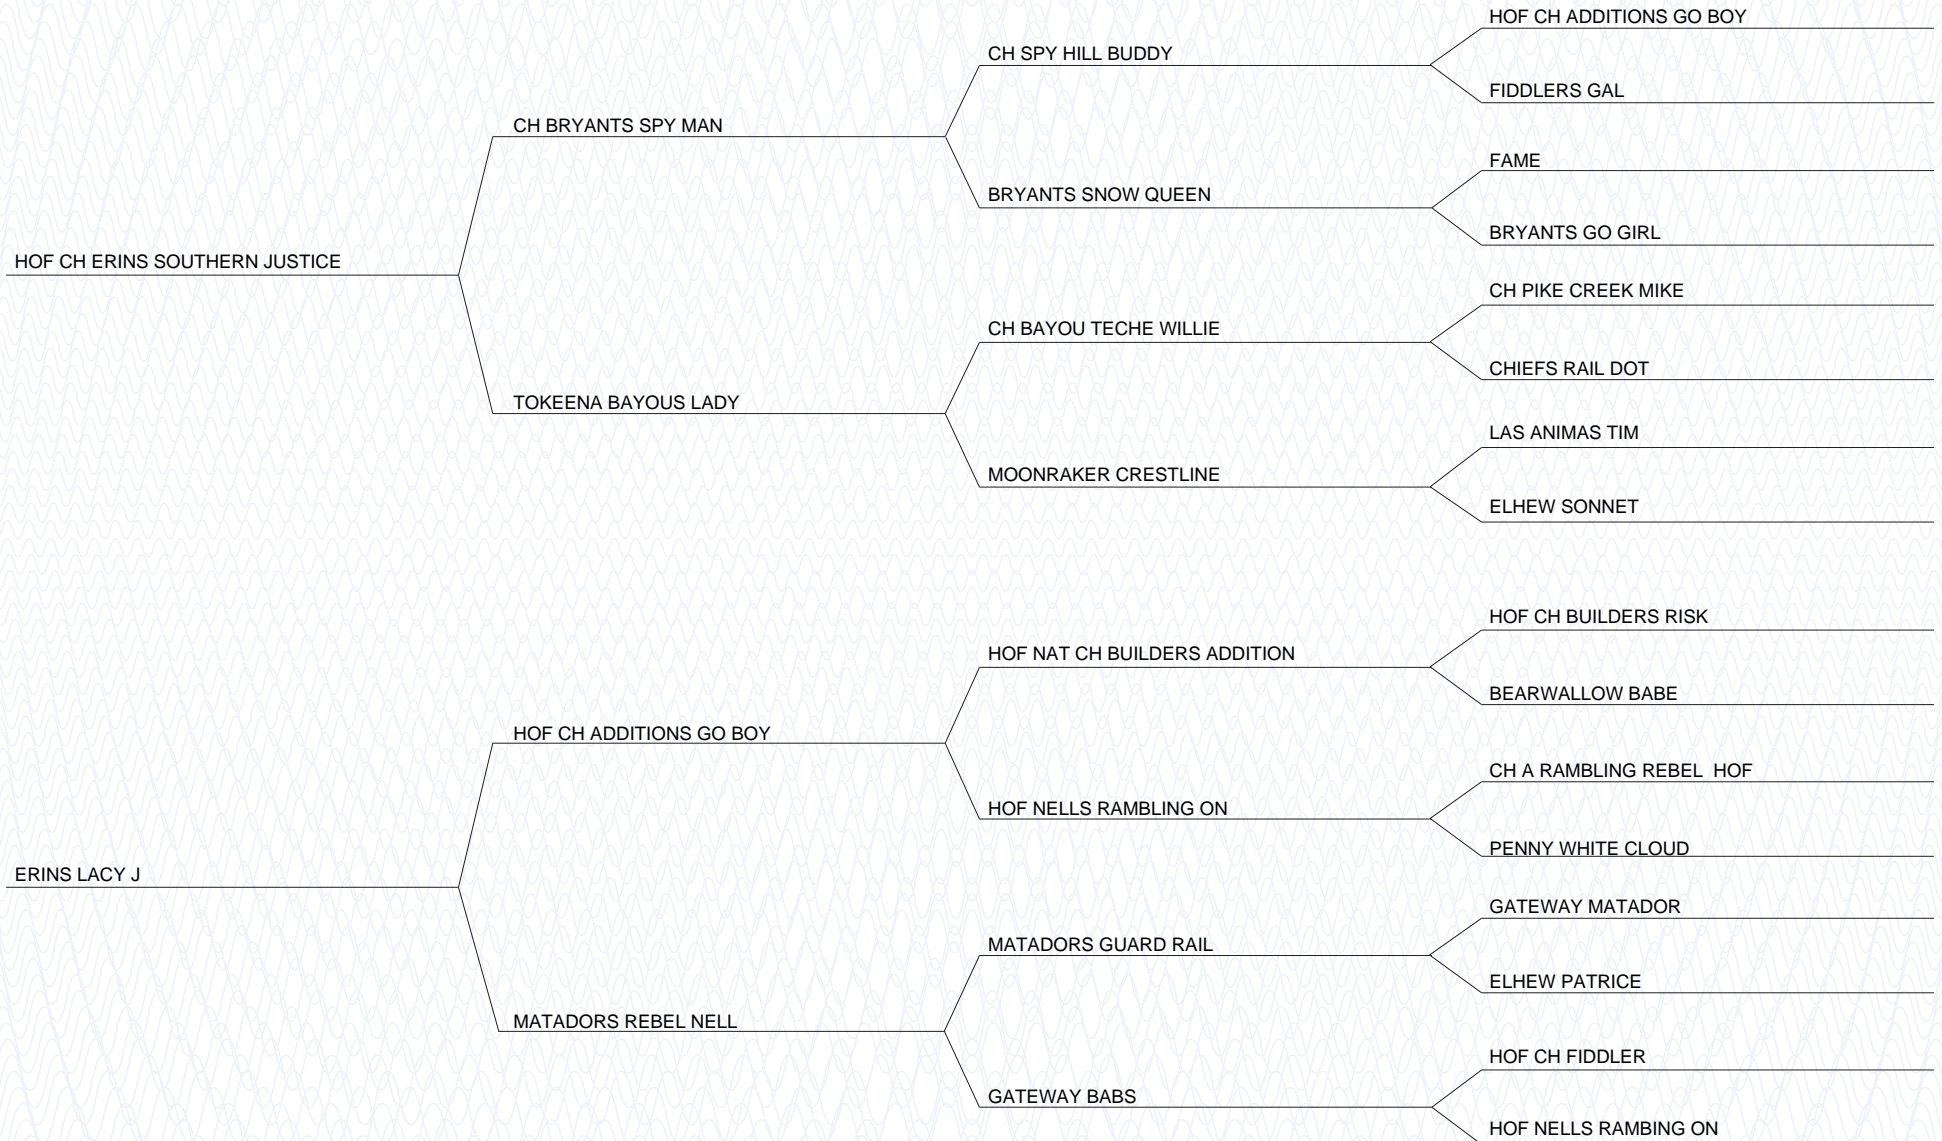 HOF CH ADDITIONS GO BOY
CH SPY HILL BUDDY
FIDDLERS GAL
CH BRYANTS SPY MAN
FAME
BRYANTS SNOW QUEEN
BRYANTS GO GIRL
HOF CH ERINS SOUTHERN JUSTICE
CH PIKE CREEK MIKE
CH BAYOU TECHE WILLIE
CHIEFS RAIL DOT
TOKEENA BAYOUS LADY
LAS ANIMAS TIM
MOONRAKER CRESTLINE
ELHEW SONNET
HOF CH BUILDERS RISK
HOF NAT CH BUILDERS ADDITION
BEARWALLOW BABE
HOF CH ADDITIONS GO BOY
CH A RAMBLING REBEL  HOF
HOF NELLS RAMBLING ON
PENNY WHITE CLOUD
ERINS LACY J
GATEWAY MATADOR
MATADORS GUARD RAIL
ELHEW PATRICE
MATADORS REBEL NELL
HOF CH FIDDLER
GATEWAY BABS
HOF NELLS RAMBING ON